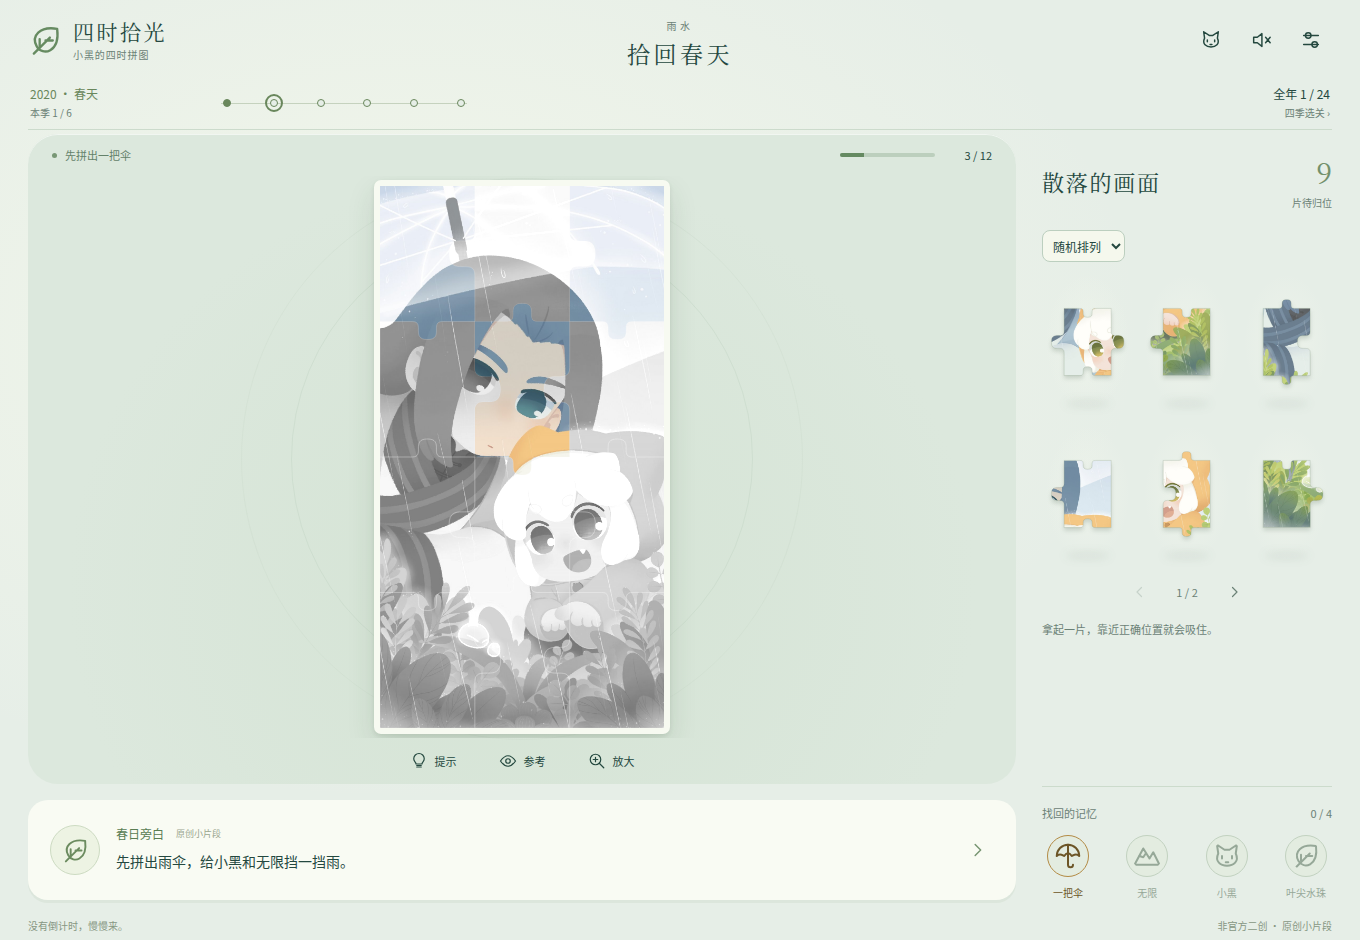 四时拾光
小黑的四时拼图
雨水
拾回春天
2020 · 春天
本季 1 / 6
全年 1 / 24
四季选关 ›
先拼出一把伞
3 / 12
散落的画面
9
片待归位
随机排列
1 / 2
拿起一片，靠近正确位置就会吸住。
提示
参考
放大
春日旁白 原创小片段
先拼出雨伞，给小黑和无限挡一挡雨。
找回的记忆
0 / 4
一把伞
无限
小黑
叶尖水珠
没有倒计时，慢慢来。
非官方二创 · 原创小片段